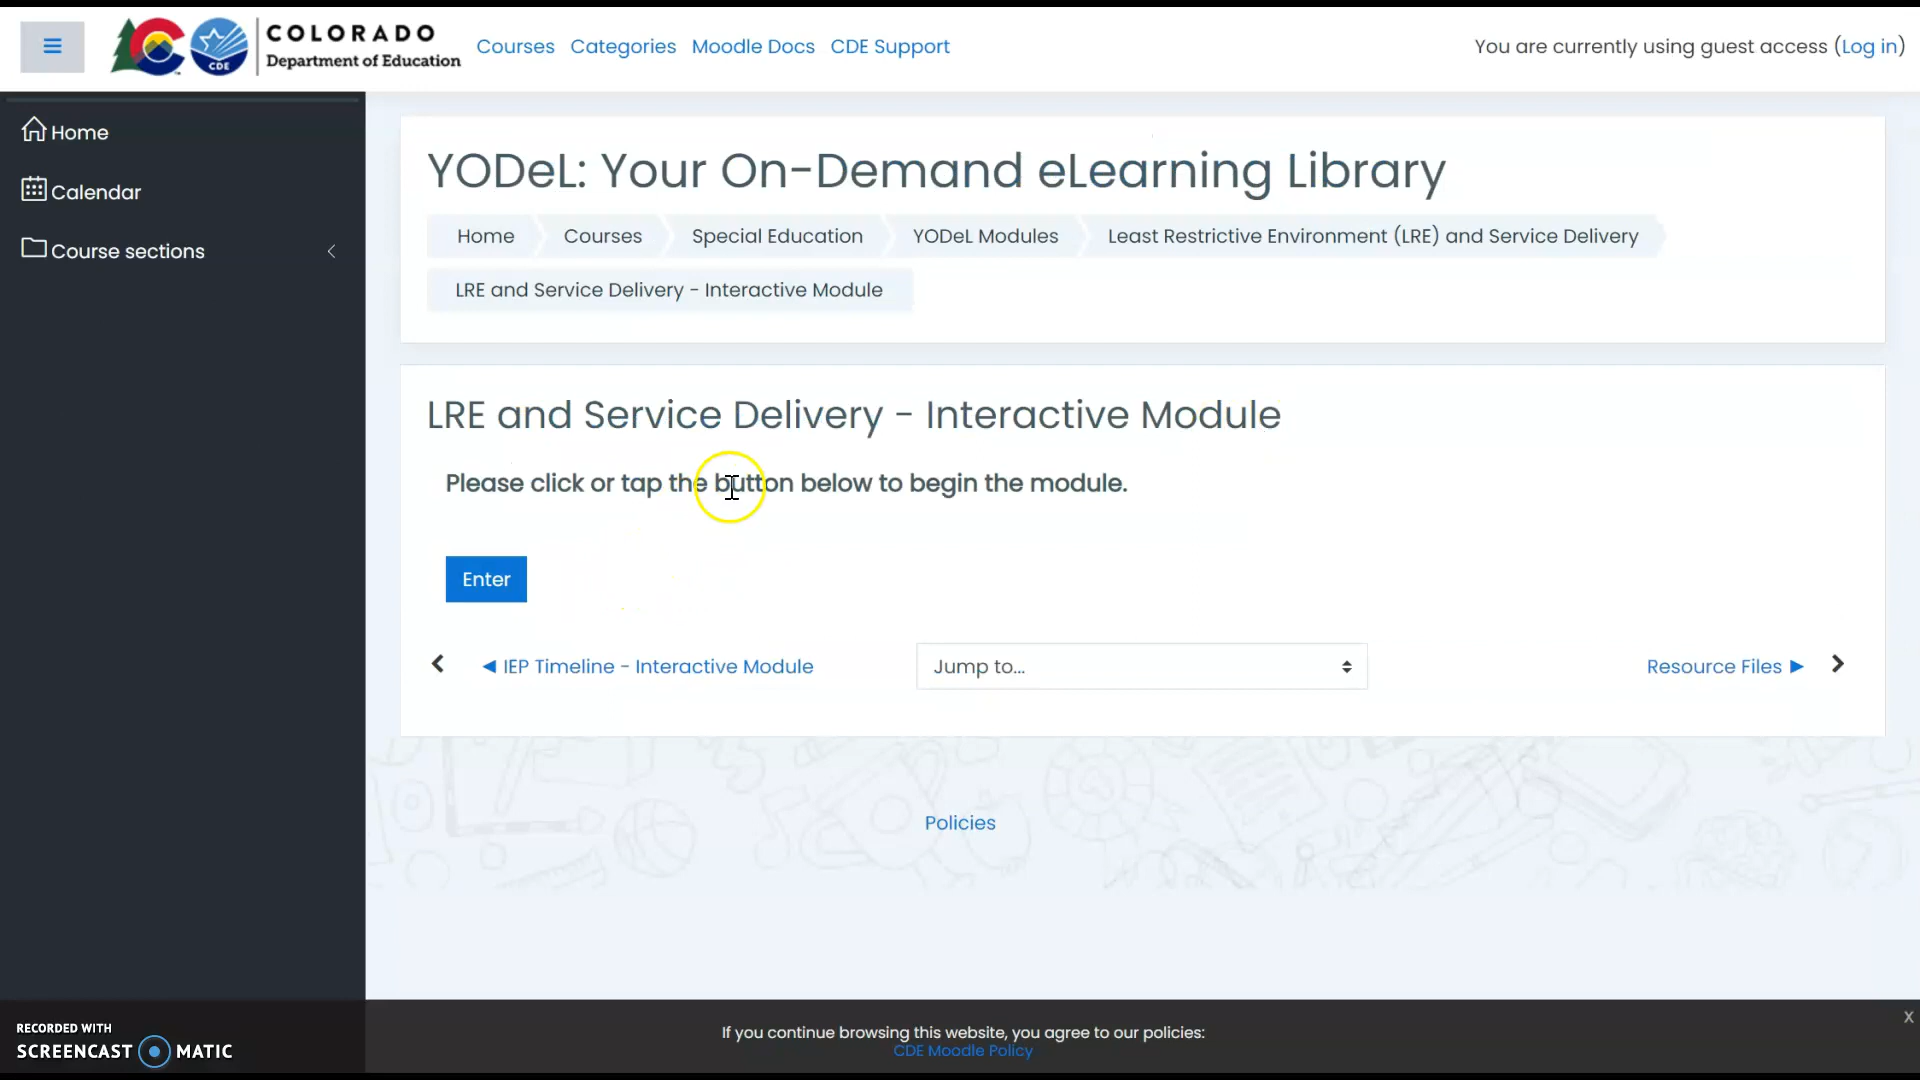 COLORADO
Department of Education
CDE
Courses Categories Moodle Docs CDE Support
You are currently using guest access (Log in)
Home
Calendar
Course sections
YODeL: Your On-Demand eLearning Library
Home Courses Special Education YODeL Modules Least Restrictive Environment (LRE) and Service Delivery
LRE and Service Delivery - Interactive Module
LRE and Service Delivery - Interactive Module
Please click or tap the button below to begin the module.
Enter
◀ IEP Timeline - Interactive Module
Jump to...
Resource Files ▶
Policies
If you continue browsing this website, you agree to our policies:
CDE Moodle Policy
x
RECORDED WITH
SCREENCAST MATIC